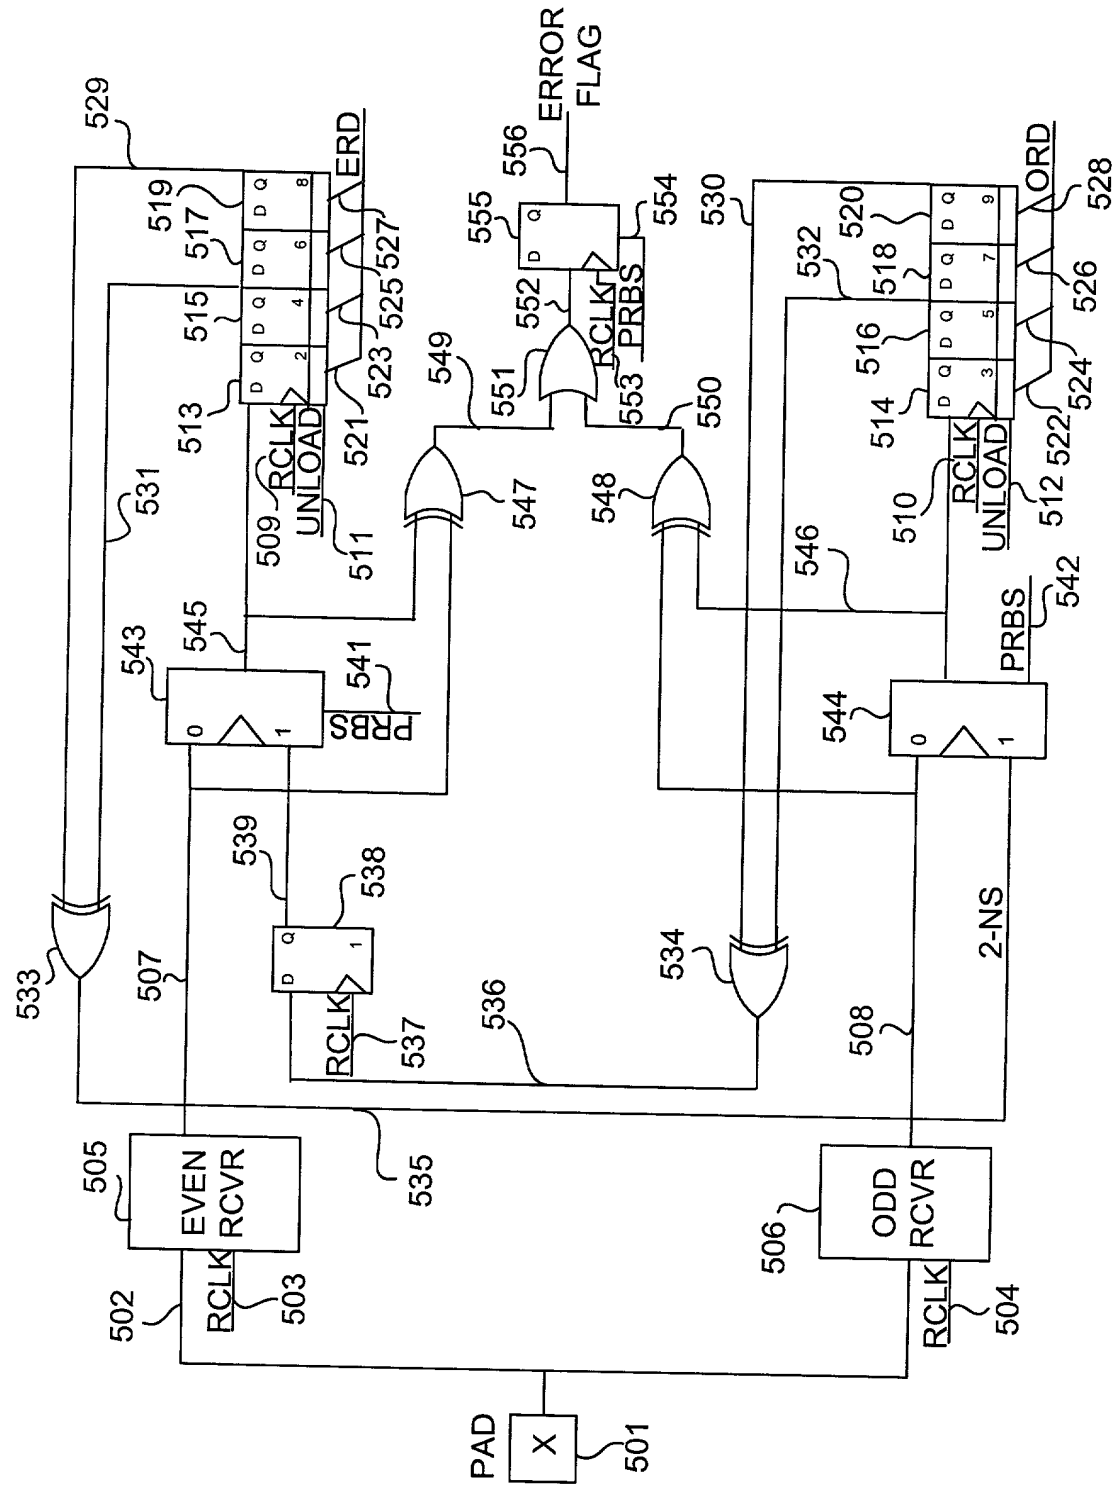 PAD
X
501
502
RCLK
503
505
EVEN
RCVR
RCLK
504
506
ODD
RCVR
507
508
533
535
534
536
RCLK
537
D Q
1
538
539
2-NS
543
0
1
PRBS
541
545
544
0
1
PRBS
542
546
531
529
530
532
509
RCLK
UNLOAD
511
513
515
517
519
D Q
2
D Q
4
D Q
6
D Q
8
521
523
525
527
ERD
547
548
549
550
551
552
RCLK
553
PRBS
554
555
D Q
556
ERROR
FLAG
510
RCLK
UNLOAD
512
514
516
518
520
D Q
3
D Q
5
D Q
7
D Q
9
522
524
526
528
ORD